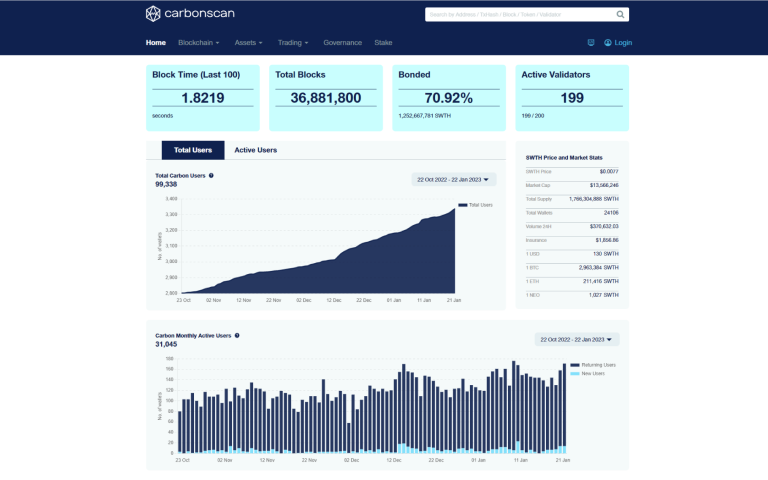 carbonscan
Search by Address / TxHash / Block / Token / Validator
Home Blockchain Assets Trading Governance Stake Login
Block Time (Last 100)
1.8219
seconds
Total Blocks
36,881,800
Bonded
70.92%
1,252,667,781 SWTH
Active Validators
199
199 / 200
Total Users Active Users
Total Carbon Users
99,338
22 Oct 2022 - 22 Jan 2023
Total Users
No. of wallets
3,400
3,300
3,200
3,100
3,000
2,900
2,800
23 Oct 02 Nov 12 Nov 22 Nov 02 Dec 12 Dec 22 Dec 01 Jan 11 Jan 21 Jan
SWTH Price and Market Stats
SWTH Price $0.0077
Market Cap $13,566,246
Total Supply 1,766,304,888 SWTH
Total Wallets 24106
Volume 24H $370,632.03
Insurance $1,856.86
1 USD 130 SWTH
1 BTC 2,963,384 SWTH
1 ETH 211,416 SWTH
1 NEO 1,027 SWTH
Carbon Monthly Active Users
31,045
22 Oct 2022 - 22 Jan 2023
Returning Users
New Users
No. of wallets
180
160
140
120
100
80
60
40
20
0
23 Oct 02 Nov 12 Nov 22 Nov 02 Dec 12 Dec 22 Dec 01 Jan 11 Jan 21 Jan